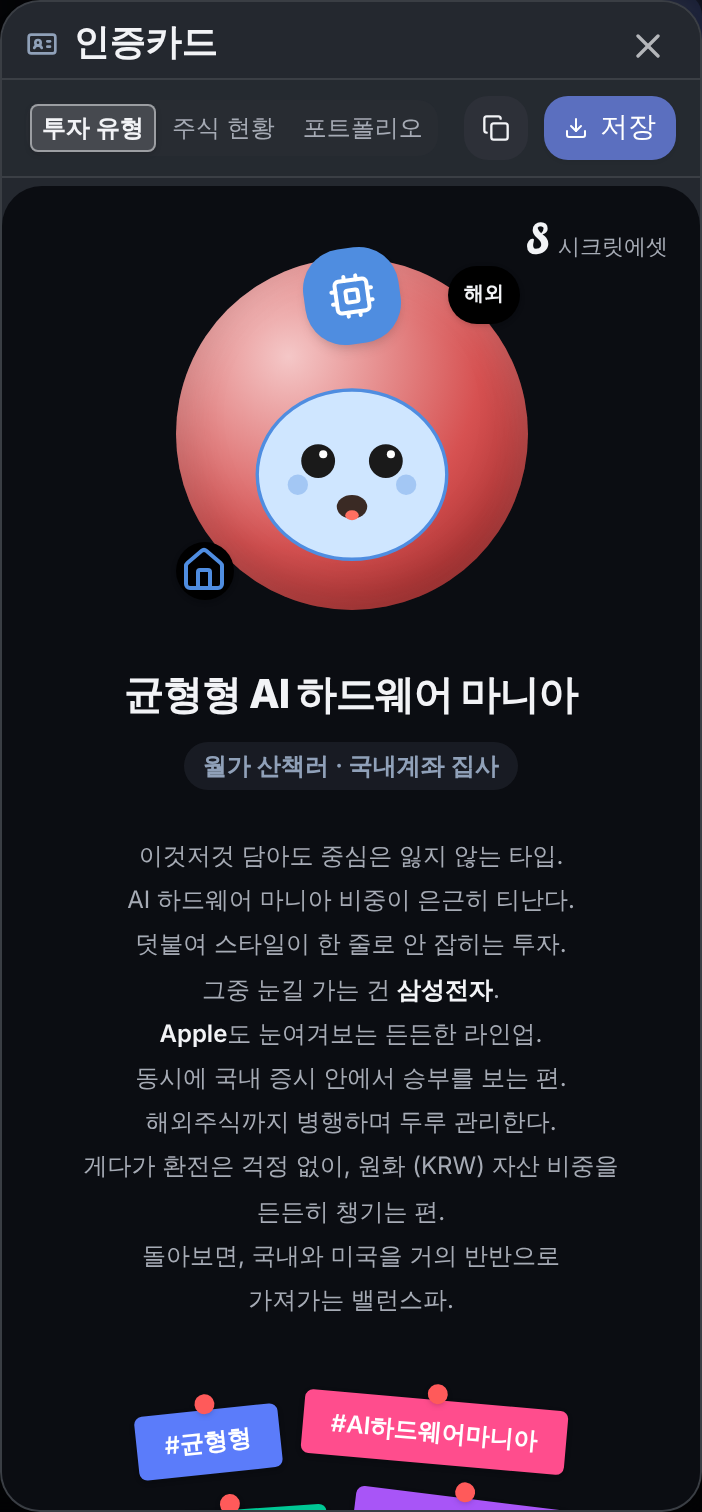 인증카드
투자 유형 주식 현황 포트폴리오 저장
S 시크릿에셋
해외
균형형 AI 하드웨어 마니아
월가 산책러 · 국내계좌 집사
이것저것 담아도 중심은 잃지 않는 타입.
AI 하드웨어 마니아 비중이 은근히 티난다.
덧붙여 스타일이 한 줄로 안 잡히는 투자.
그중 눈길 가는 건 삼성전자.
Apple도 눈여겨보는 든든한 라인업.
동시에 국내 증시 안에서 승부를 보는 편.
해외주식까지 병행하며 두루 관리한다.
게다가 환전은 걱정 없이, 원화 (KRW) 자산 비중을
든든히 챙기는 편.
돌아보면, 국내와 미국을 거의 반반으로
가져가는 밸런스파.
#균형형 #AI하드웨어마니아